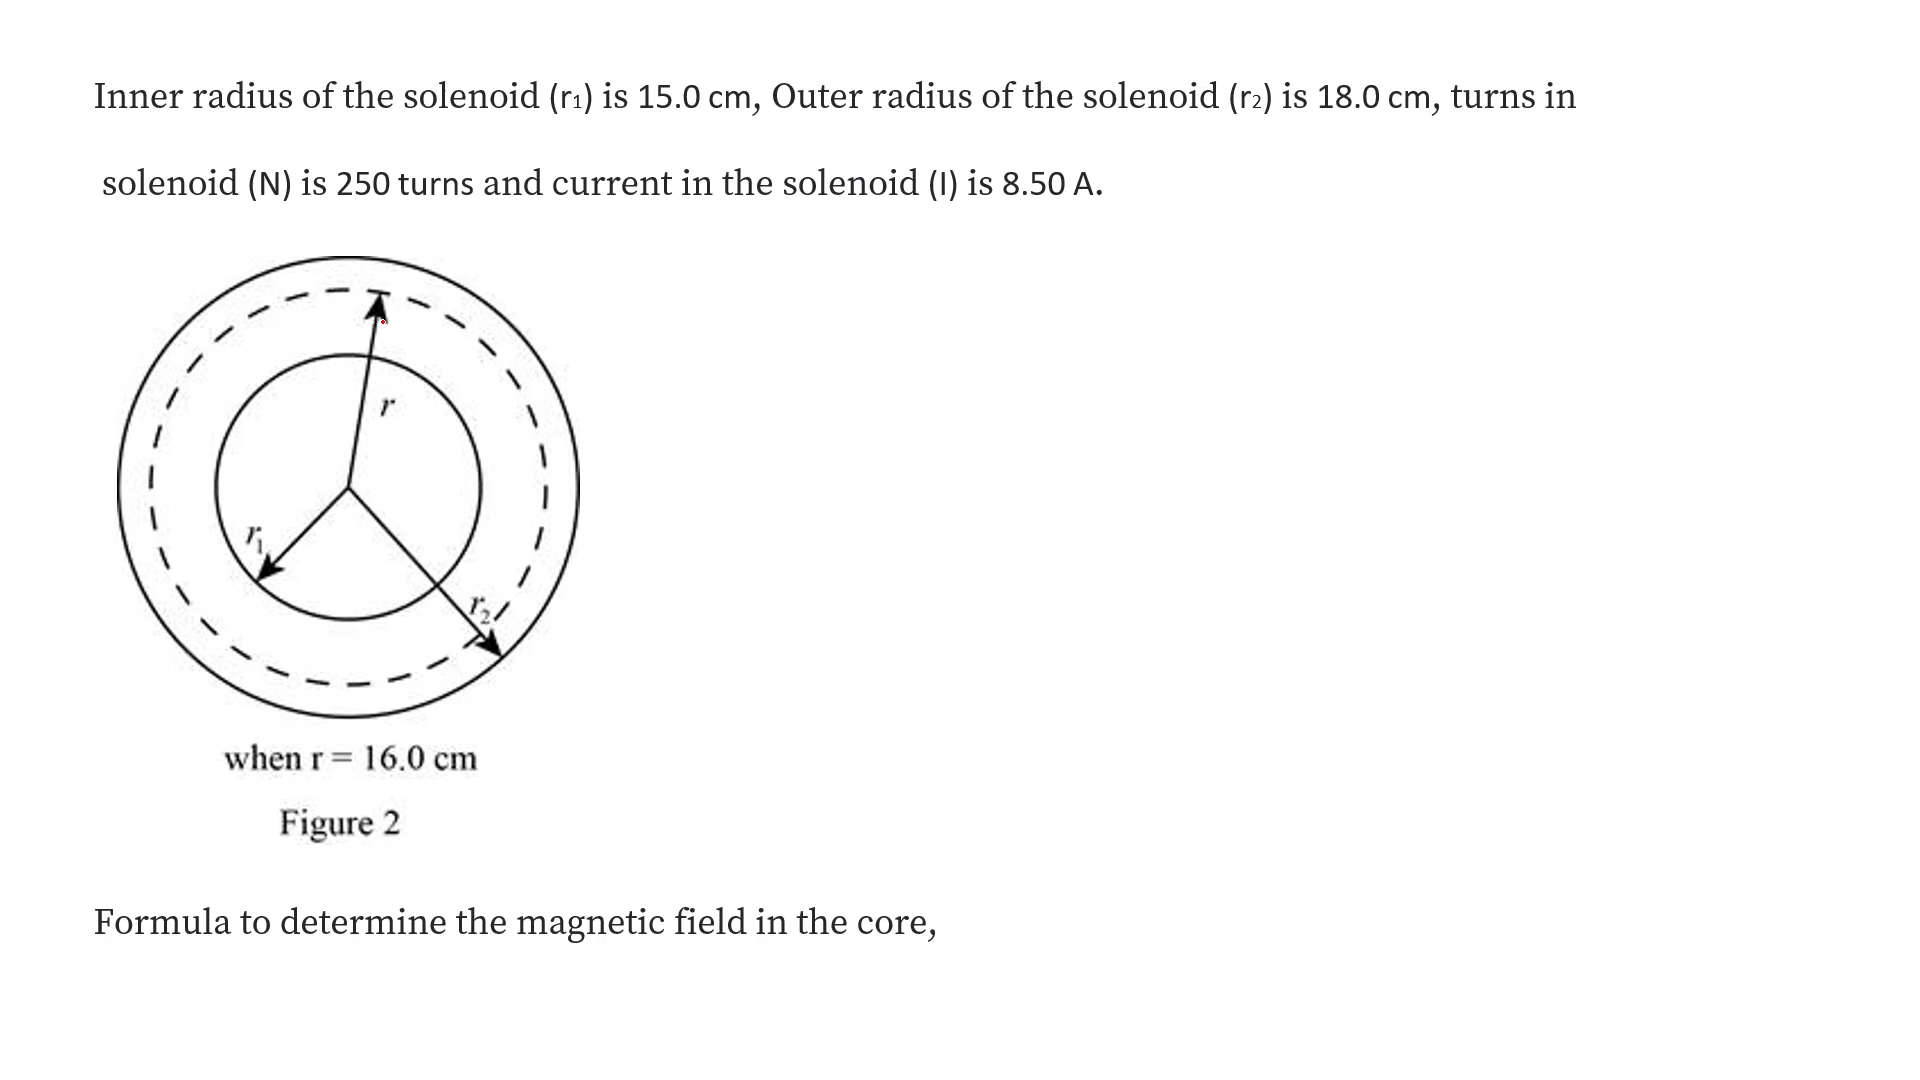 Inner radius of the solenoid (r₁) is 15.0 cm, Outer radius of the solenoid (r₂) is 18.0 cm, turns in
solenoid (N) is 250 turns and current in the solenoid (I) is 8.50 A.
r
r₁
r₂
when r = 16.0 cm
Figure 2
Formula to determine the magnetic field in the core,